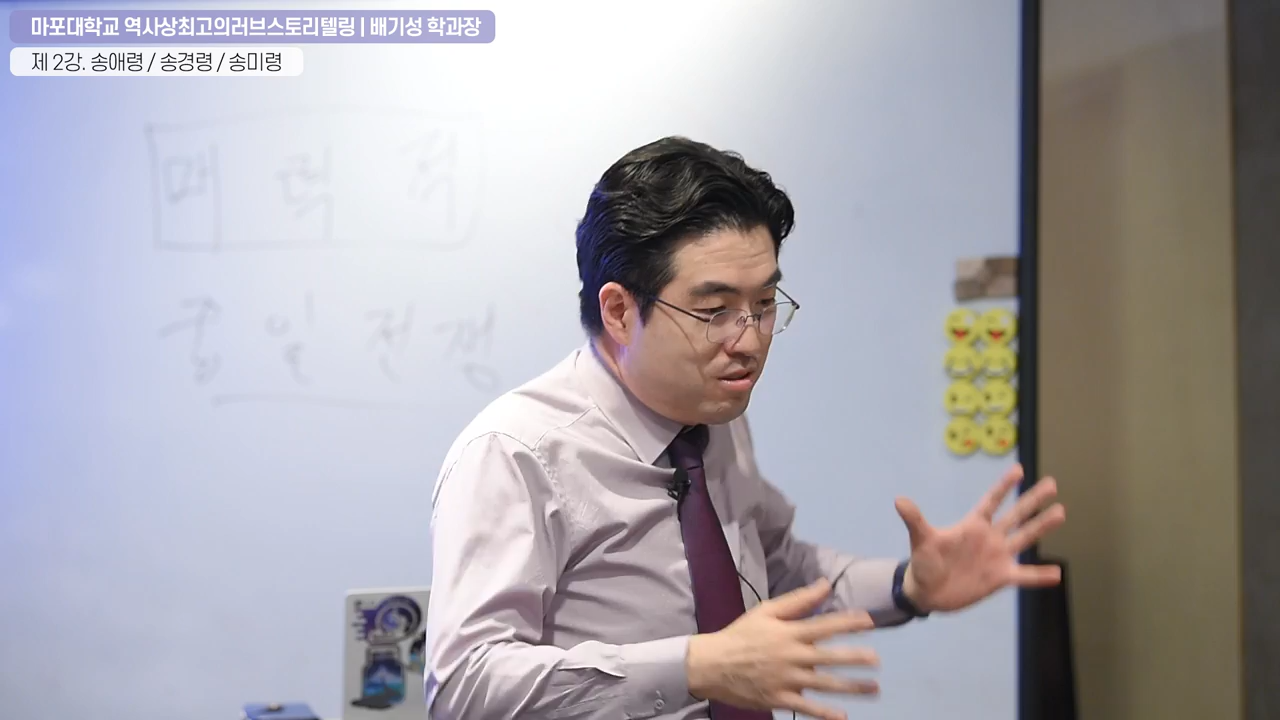 마포대학교 역사상최고의러브스토리텔링 | 배기성 학과장
제 2강. 송애령 / 송경령 / 송미령
매 력 적
중 일 전 쟁